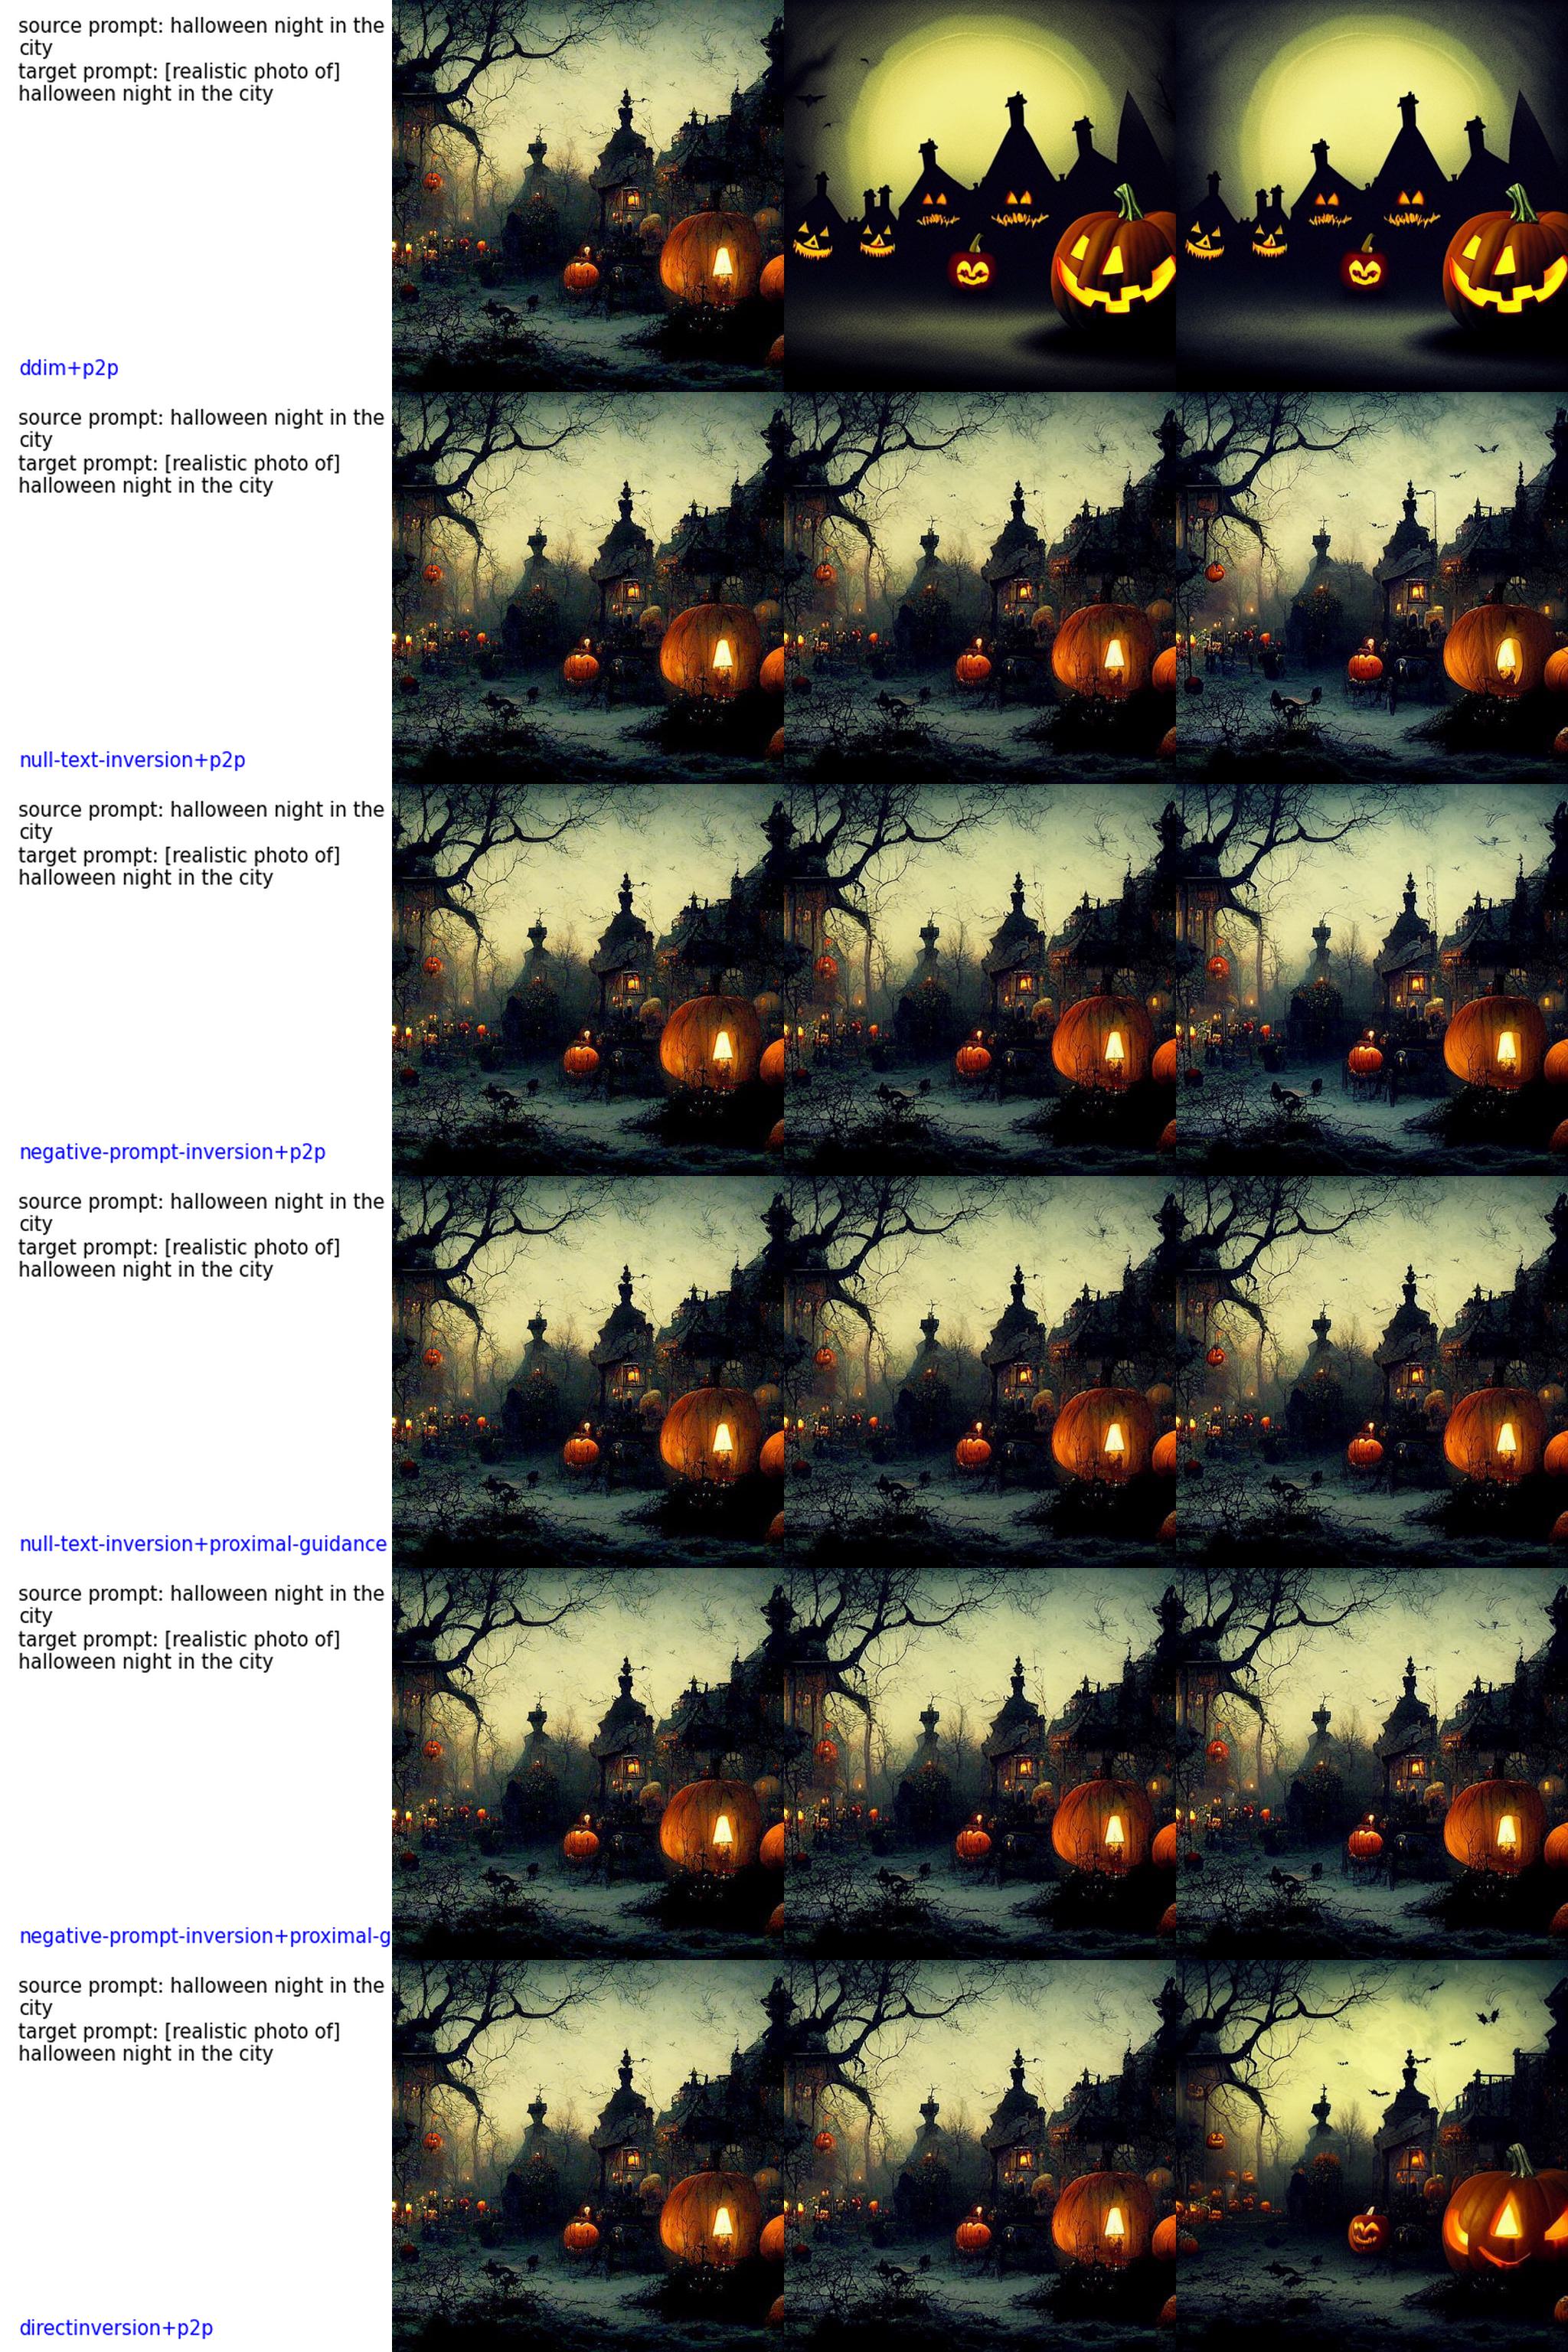 source prompt: halloween night in the
city
target prompt: [realistic photo of]
halloween night in the city
ddim+p2p
source prompt: halloween night in the
city
target prompt: [realistic photo of]
halloween night in the city
null-text-inversion+p2p
source prompt: halloween night in the
city
target prompt: [realistic photo of]
halloween night in the city
negative-prompt-inversion+p2p
source prompt: halloween night in the
city
target prompt: [realistic photo of]
halloween night in the city
null-text-inversion+proximal-guidance
source prompt: halloween night in the
city
target prompt: [realistic photo of]
halloween night in the city
negative-prompt-inversion+proximal-g
source prompt: halloween night in the
city
target prompt: [realistic photo of]
halloween night in the city
directinversion+p2p